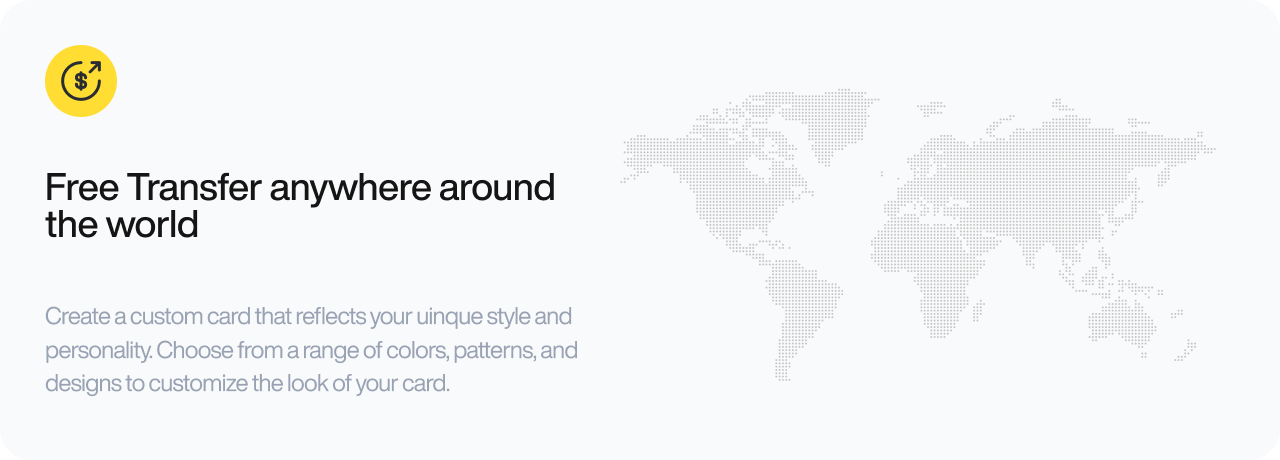 $
Free Transfer anywhere around
the world
Create a custom card that reflects your uinque style and
personality. Choose from a range of colors, patterns, and
designs to customize the look of your card.